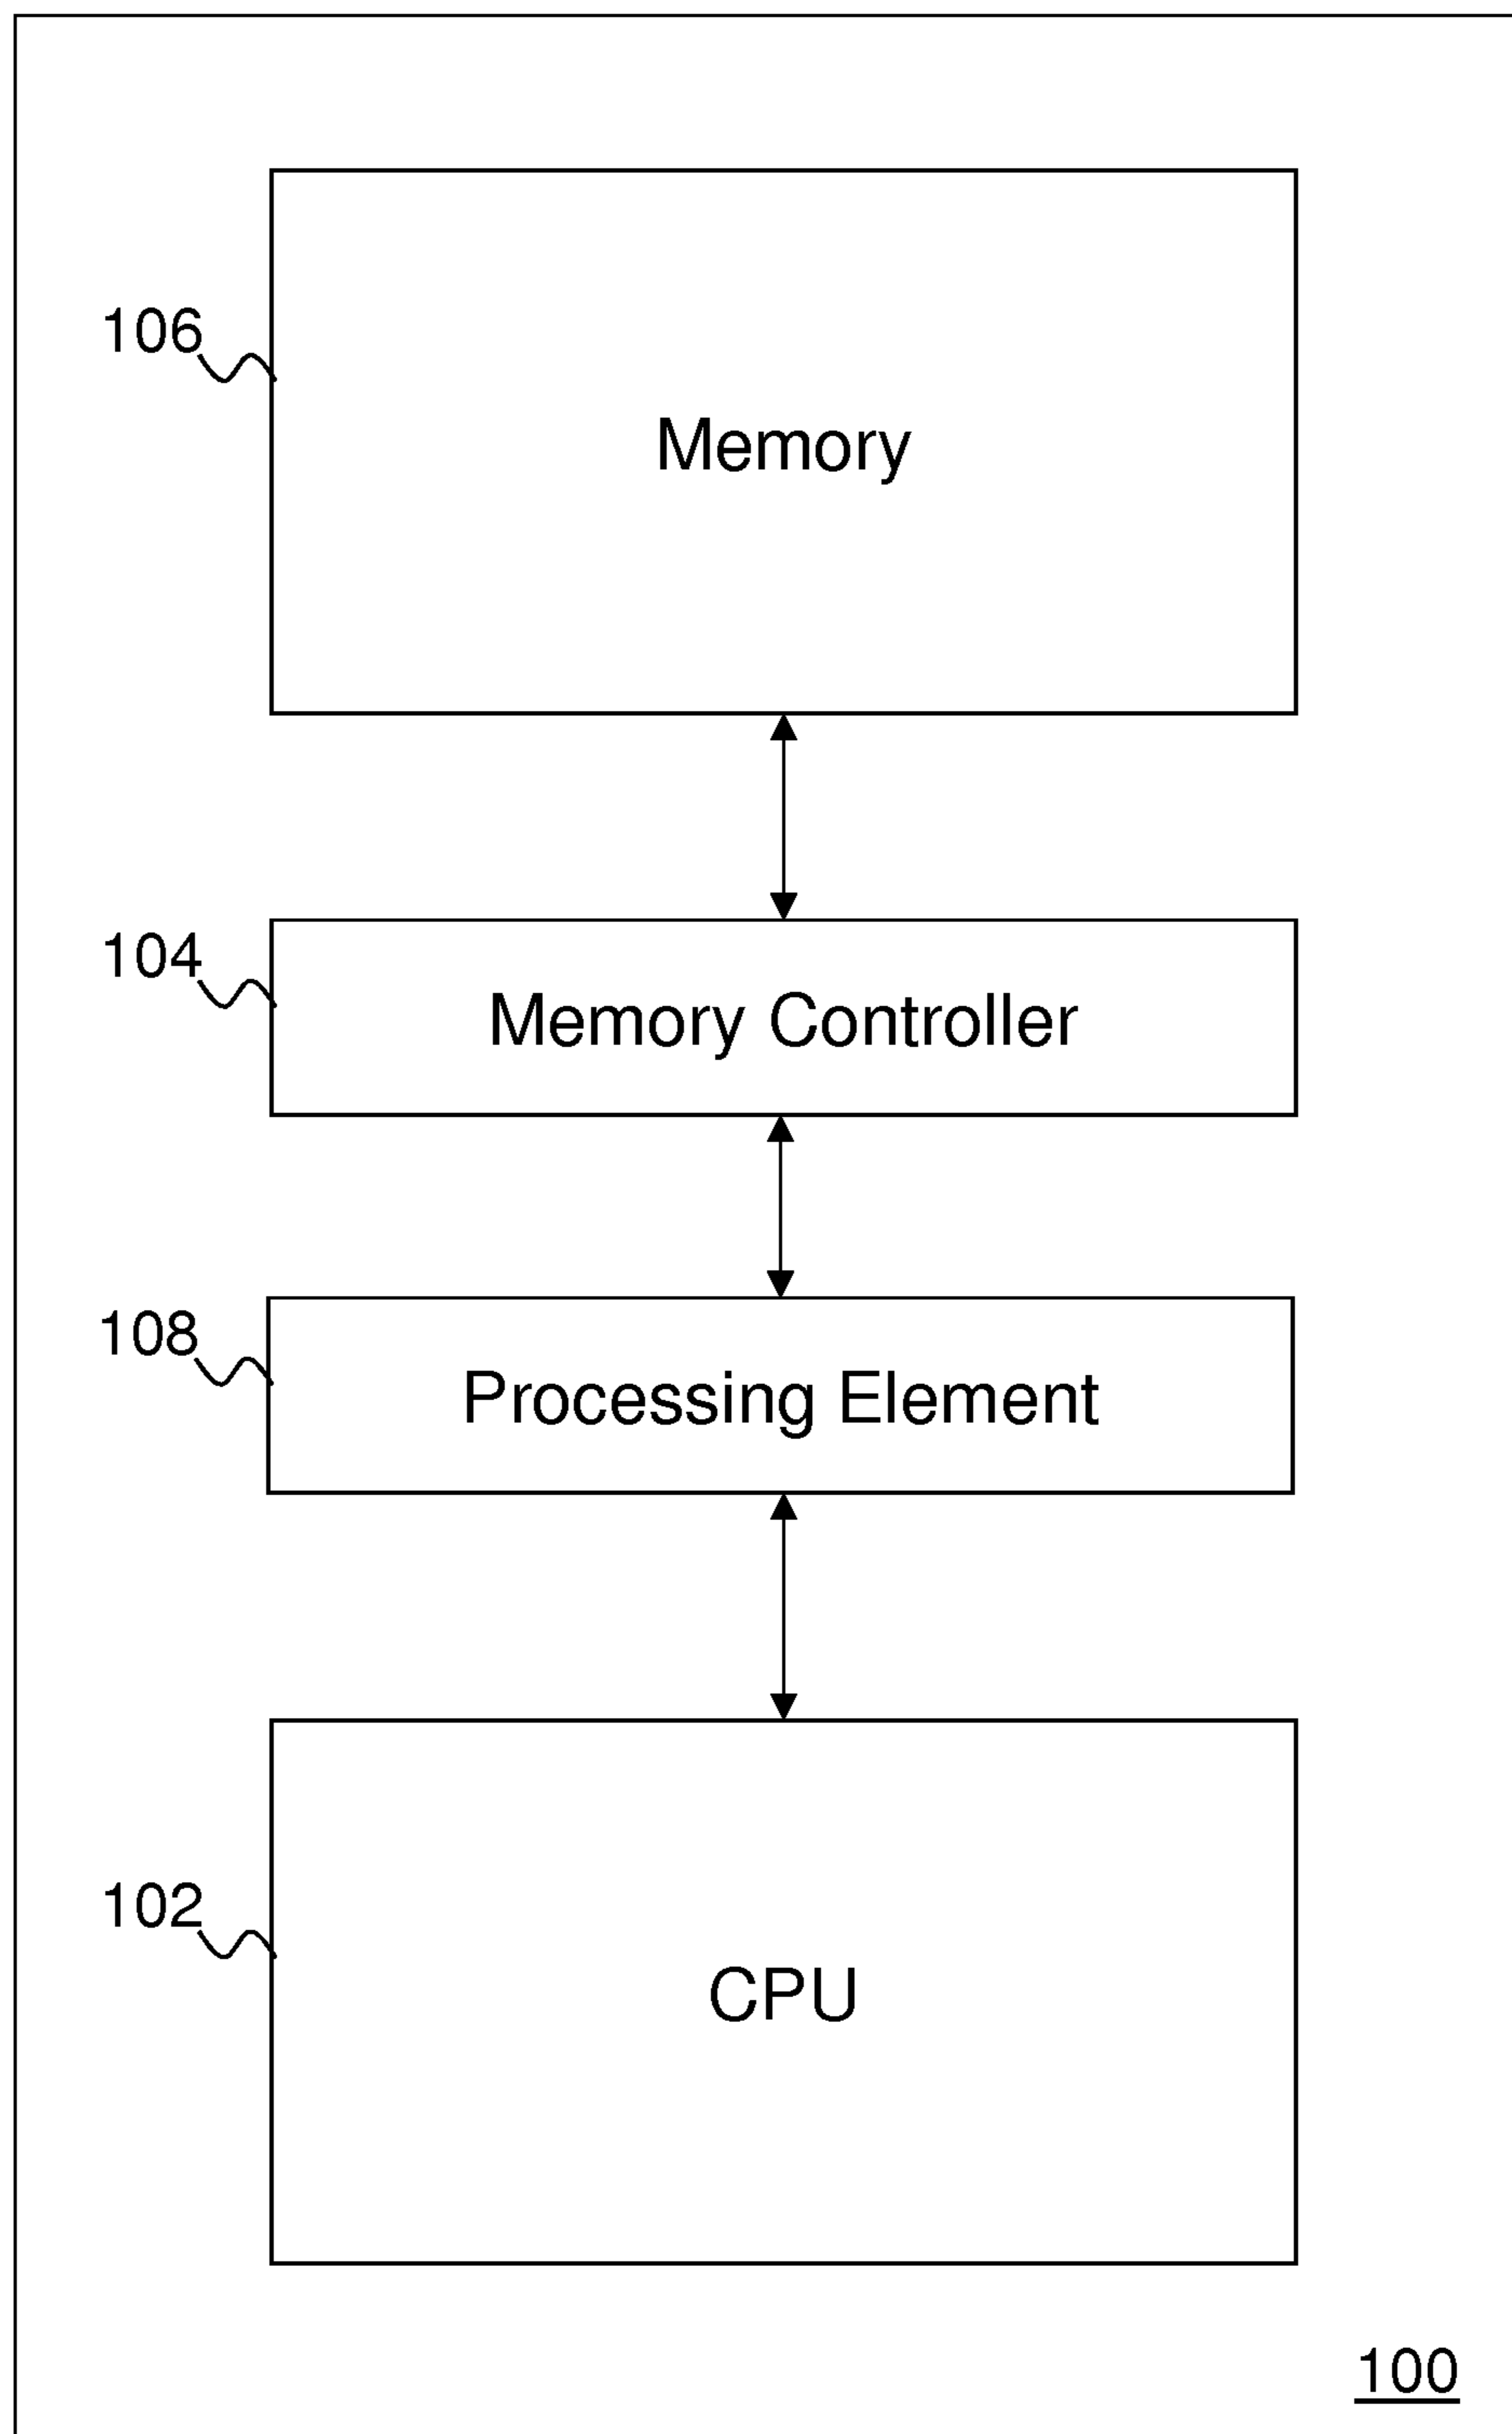 106
Memory
104
Memory Controller
108
Processing Element
102
CPU
100